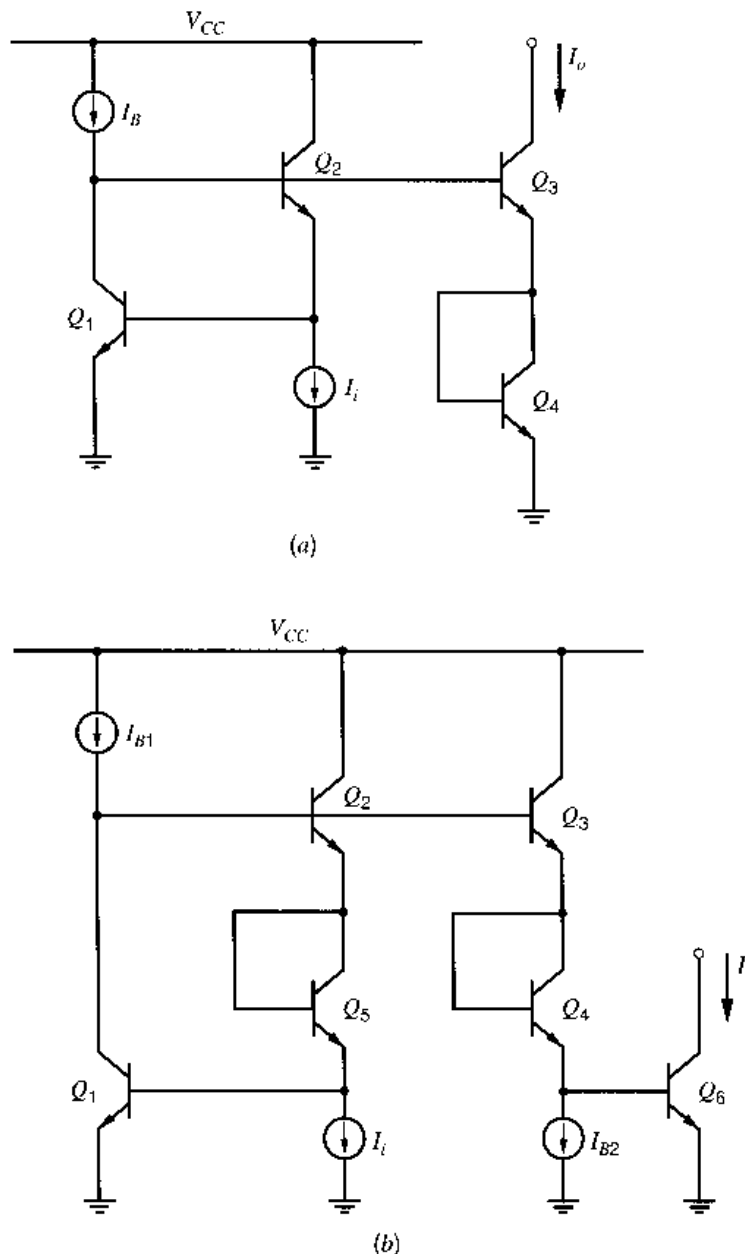 V_CC
I_B
I_o
Q_2
Q_3
Q_1
I_i
Q_4
(a)
V_CC
I_B1
Q_2
Q_3
Q_5
Q_4
I
Q_1
I_i
I_B2
Q_6
(b)